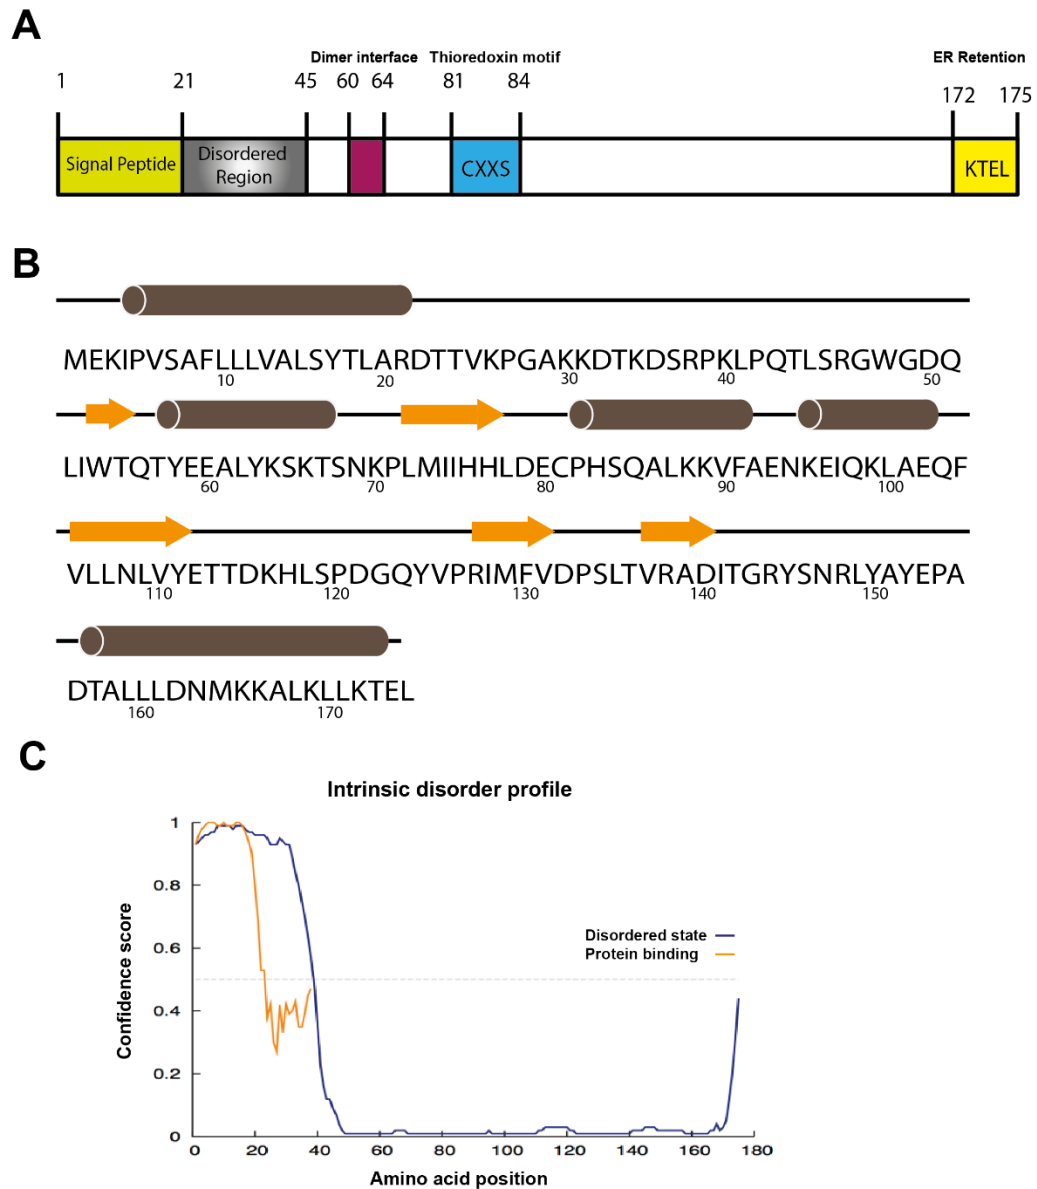 A
Dimer interface Thioredoxin motif ER Retention
1 21 45 60 64 81 84 172 175
Signal Peptide Disordered Region CXXS KTEL
B
MEKIPVSAFLLLVALSYTLARDTTVKPGAKKDTKDSRPKLPQTLSRGWGDQ
10 20 30 40 50
LIWTQTYEEALYKSKTSNKPLMIIHHLDECPHSQALKKVFAENKEIQKLAEQF
60 70 80 90 100
VLLNLVYETTDKHLSPDGQYVPRIMFVDPSLTVRADITGRYSNRLYAYEPA
110 120 130 140 150
DTALLLDNMKKALKLLKTEL
160 170
C
Intrinsic disorder profile
Confidence score
1
0.8
0.6
0.4
0.2
0
Disordered state
Protein binding
0 20 40 60 80 100 120 140 160 180
Amino acid position